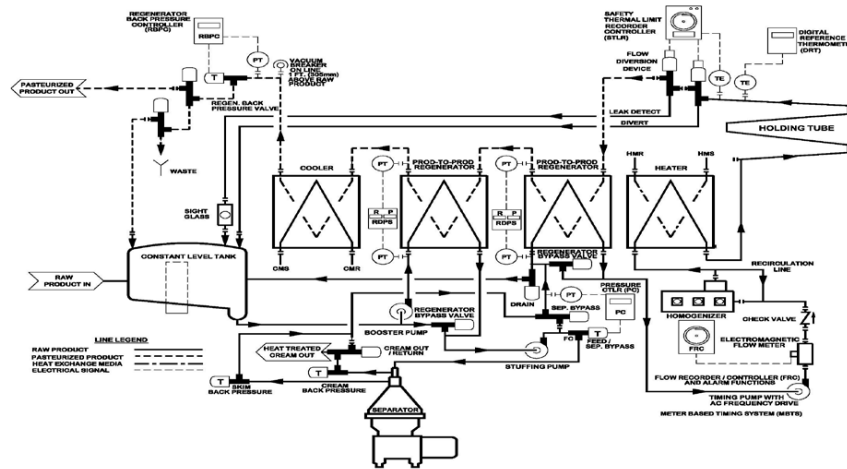 REGENERATOR
BACK PRESSURE
CONTROLLER
(RBPC)
RBPC
PT
T
VACUUM
BREAKER
ON LINE
1 FT. (305mm)
ABOVE RAW
PRODUCT
PASTEURIZED
PRODUCT OUT
REGEN. BACK
PRESSURE VALVE
WASTE
SAFETY
THERMAL LIMIT
RECORDER
CONTROLLER
(STLR)
FLOW
DIVERSION
DEVICE
TE
TE
DIGITAL
REFERENCE
THERMOMETER
(DRT)
LEAK DETECT
DIVERT
HOLDING TUBE
COOLER
PROD-TO-PROD
REGENERATOR
PROD-TO-PROD
REGENERATOR
HEATER
HMR
HMS
PT
PT
R P
RDPS
R P
RDPS
PT
PT
SIGHT
GLASS
CONSTANT LEVEL TANK
RAW
PRODUCT IN
CMS
CMR
REGENERATOR
BYPASS VALVE
DRAIN
PT
SEP. BYPASS
PRESSURE
CTLR (PC)
PC
RECIRCULATION
LINE
HOMOGENIZER
CHECK VALVE
BOOSTER PUMP
REGENERATOR
BYPASS VALVE
FC
T
FEED /
SEP. BYPASS
STUFFING PUMP
FRC
ELECTROMAGNETIC
FLOW METER
FLOW RECORDER / CONTROLLER (FRC)
AND ALARM FUNCTIONS
TIMING PUMP WITH
AC FREQUENCY DRIVE
METER BASED TIMING SYSTEM (MBTS)
LINE LEGEND
RAW PRODUCT
PASTEURIZED PRODUCT
HEAT EXCHANGE MEDIA
ELECTRICAL SIGNAL
HEAT TREATED
CREAM OUT
CREAM OUT
/ RETURN
T
SKIM
BACK PRESSURE
T
CREAM
BACK PRESSURE
SEPARATOR